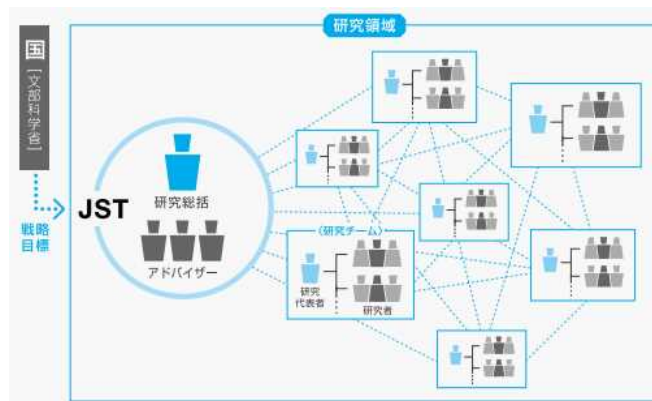 研究領域
国
[文部科学省]
戦略
目標
JST
研究総括
アドバイザー
〈研究チーム〉
研究
代表者
研究者